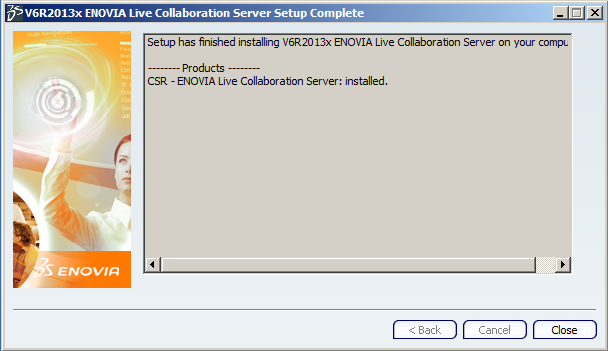 V6R2013x ENOVIA Live Collaboration Server Setup Complete
Setup has finished installing V6R2013x ENOVIA Live Collaboration Server on your compu
-------- Products --------
CSR - ENOVIA Live Collaboration Server: installed.
ENOVIA
< Back
Cancel
Close